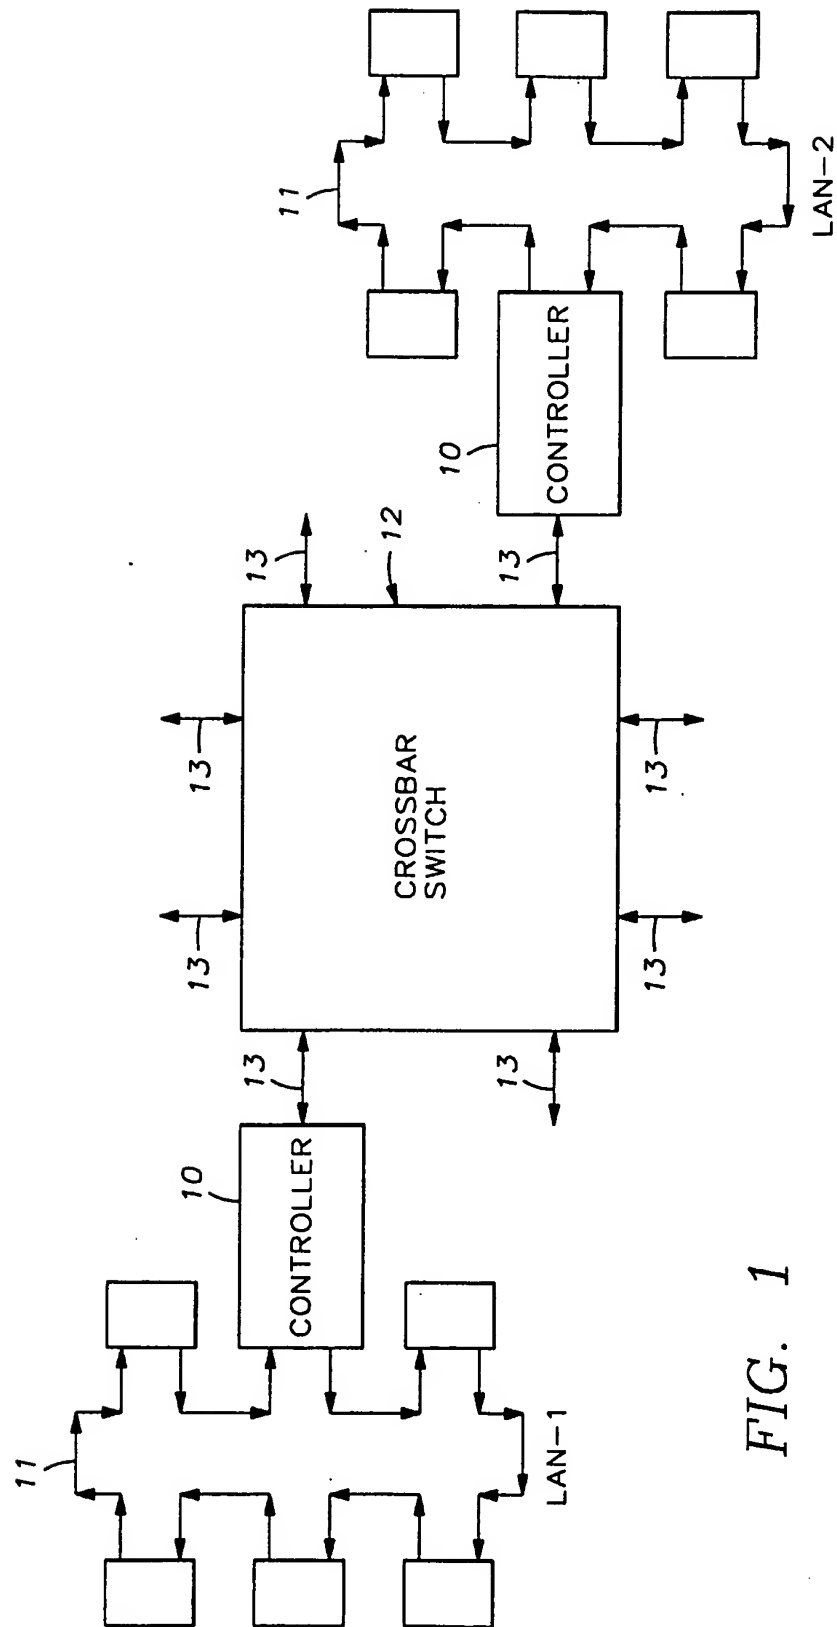 11
LAN-1
10
CONTROLLER
13
13
13
13
CROSSBAR
SWITCH
13
13
12
13
13
10
CONTROLLER
11
LAN-2
FIG. 1